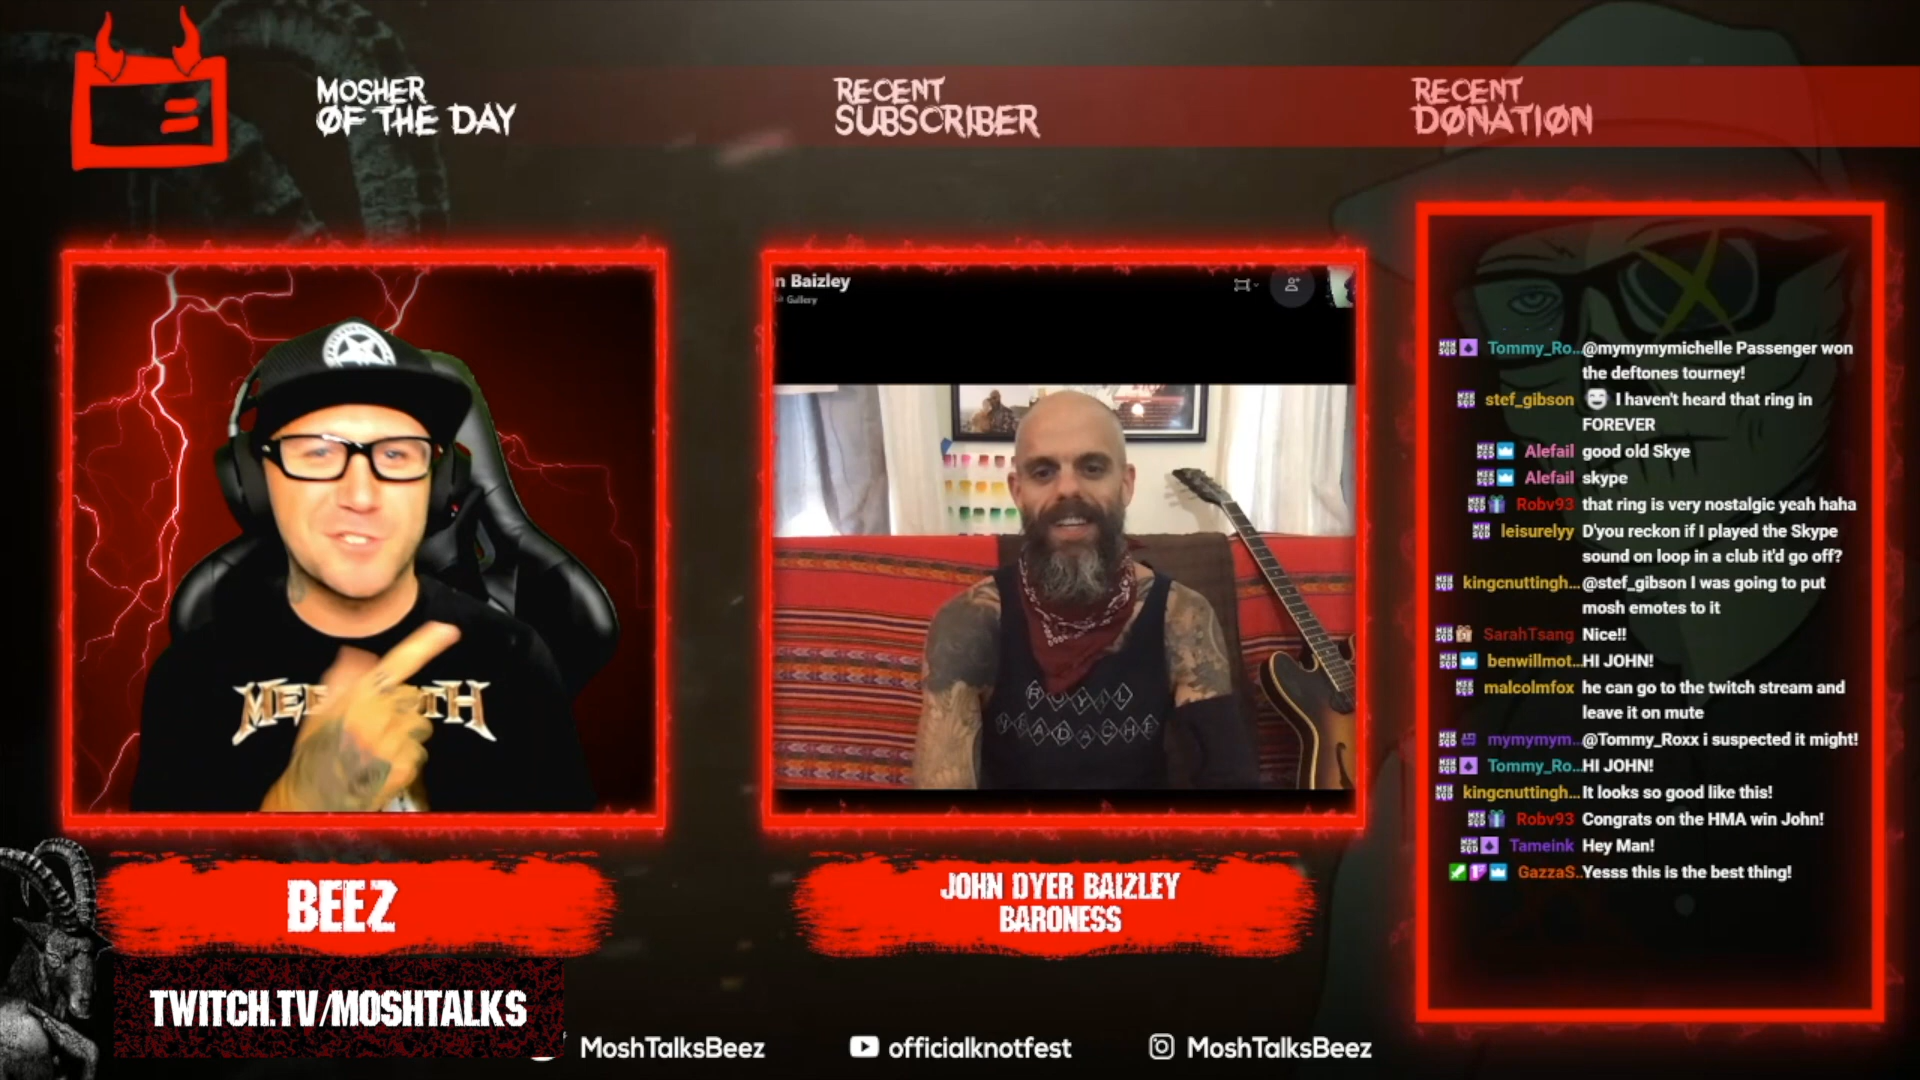 MOSHER
ØF THE DAY
RECENT
SUBSCRIBER
RECENT
DØNATIØN
n Baizley
Gallery
MEGADETH
ROYAL
HEADACHE
Tommy_Ro... @mymymymichelle Passenger won
the deftones tourney!
stef_gibson I haven't heard that ring in
FOREVER
Alefail good old Skye
Alefail skype
Robv93 that ring is very nostalgic yeah haha
leisurelyy D'you reckon if I played the Skype
sound on loop in a club it'd go off?
kingcnuttingh... @stef_gibson I was going to put
mosh emotes to it
SarahTsang Nice!!
benwillmot... HI JOHN!
malcolmfox he can go to the twitch stream and
leave it on mute
mymymym... @Tommy_Roxx i suspected it might!
Tommy_Ro... HI JOHN!
kingcnuttingh... It looks so good like this!
Robv93 Congrats on the HMA win John!
Tameink Hey Man!
GazzaS.. Yesss this is the best thing!
BEEZ
JOHN DYER BAIZLEY
BARONESS
TWITCH.TV/MOSHTALKS
MoshTalksBeez
officialknotfest
MoshTalksBeez